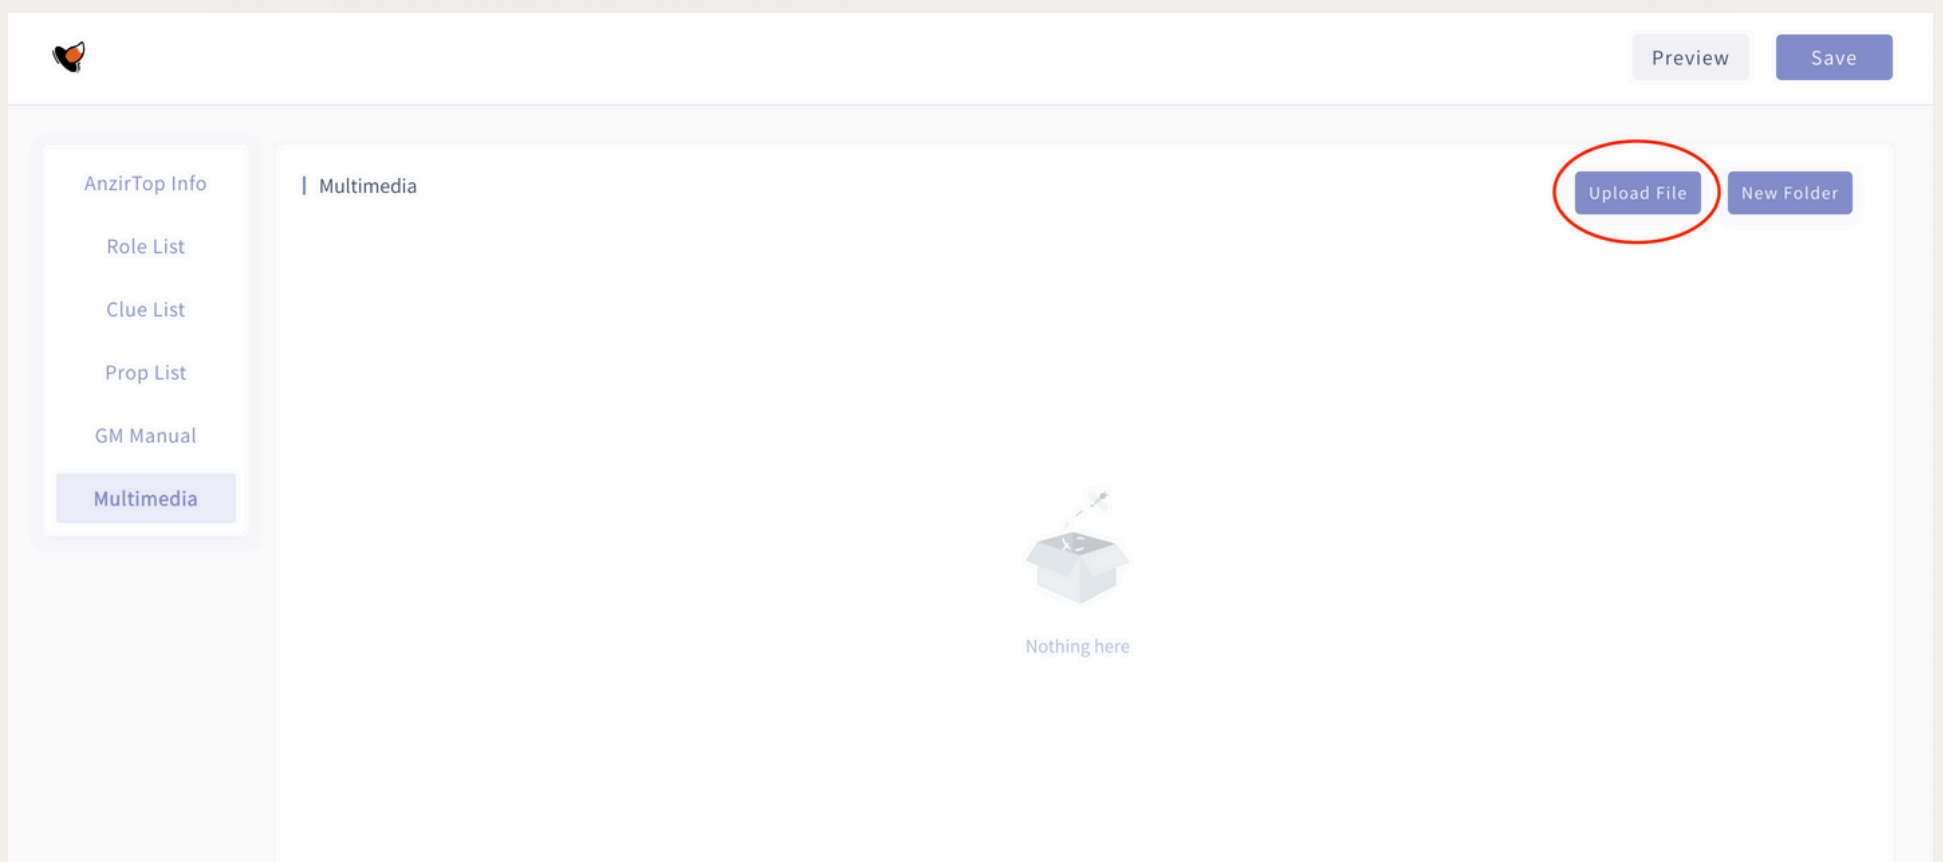 Preview
Save
AnzirTop Info
Role List
Clue List
Prop List
GM Manual
Multimedia
Multimedia
Upload File
New Folder
Nothing here